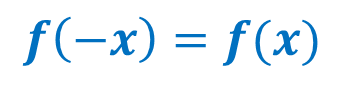 f(−x) = f(x)